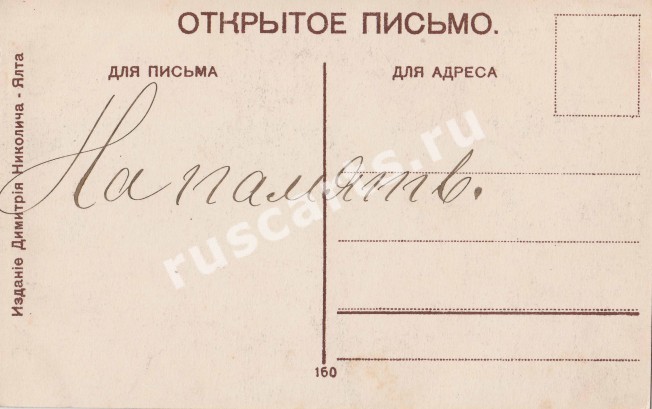 ОТКРЫТОЕ ПИСЬМО.
ДЛЯ ПИСЬМА
ДЛЯ АДРЕСА
Изданіе Димитрія Николича - Ялта
На память.
160
ruscards.ru